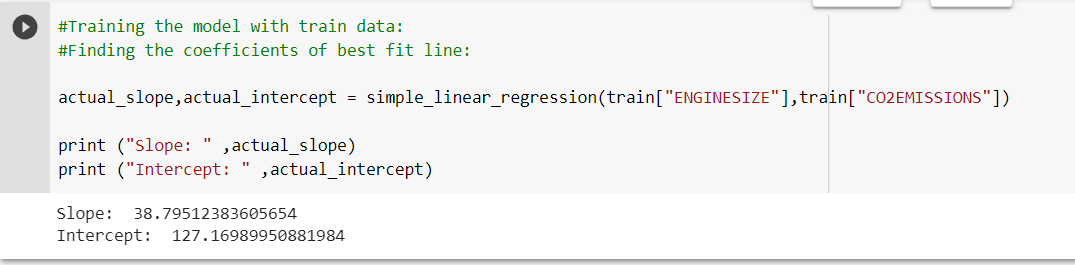 #Training the model with train data:
#Finding the coefficients of best fit line:
actual_slope,actual_intercept = simple_linear_regression(train["ENGINESIZE"],train["CO2EMISSIONS"])
print ("Slope: " ,actual_slope)
print ("Intercept: " ,actual_intercept)
Slope:  38.79512383605654
Intercept:  127.16989950881984